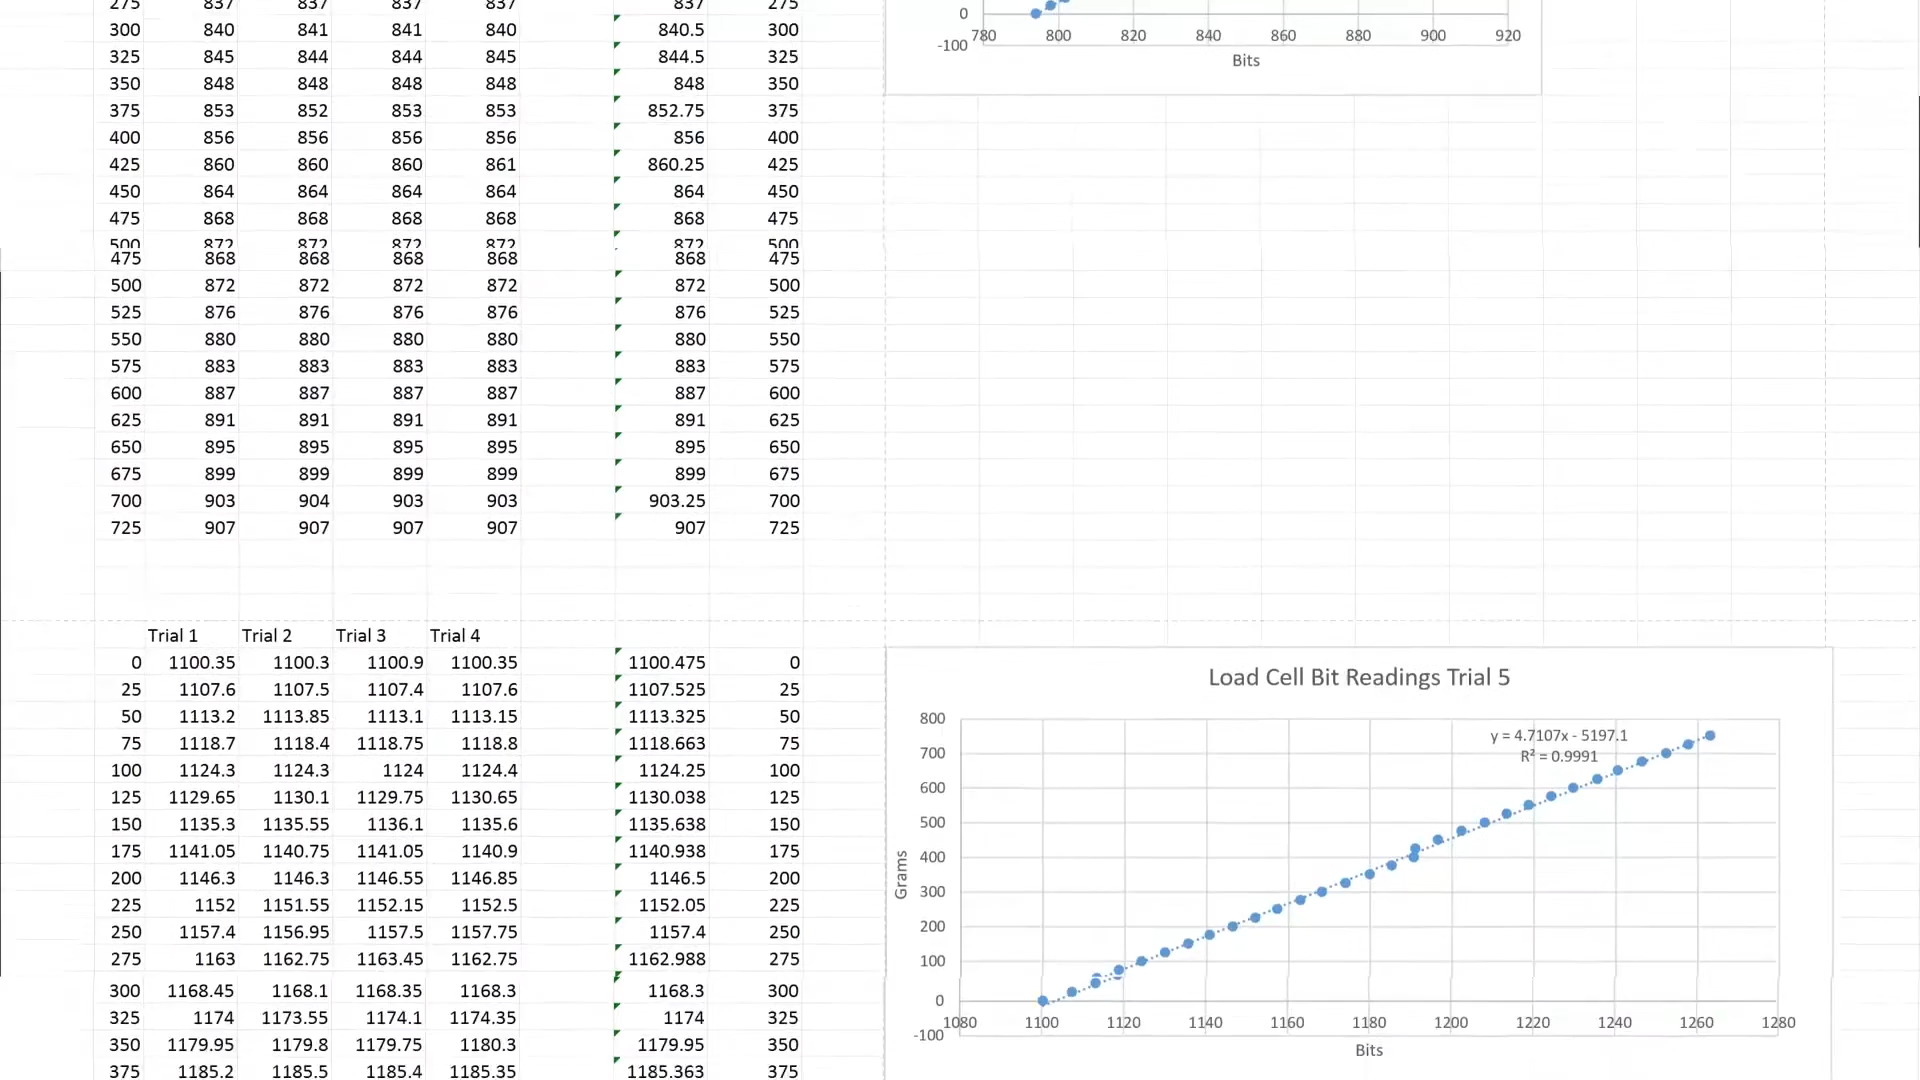 275 837 837 837 837 837 275
300 840 841 841 840 840.5 300
325 845 844 844 845 844.5 325
350 848 848 848 848 848 350
375 853 852 853 853 852.75 375
400 856 856 856 856 856 400
425 860 860 860 861 860.25 425
450 864 864 864 864 864 450
475 868 868 868 868 868 475
500 872 872 872 872 872 500
475 868 868 868 868 868 475
500 872 872 872 872 872 500
525 876 876 876 876 876 525
550 880 880 880 880 880 550
575 883 883 883 883 883 575
600 887 887 887 887 887 600
625 891 891 891 891 891 625
650 895 895 895 895 895 650
675 899 899 899 899 899 675
700 903 904 903 903 903.25 700
725 907 907 907 907 907 725
Trial 1 Trial 2 Trial 3 Trial 4
0 1100.35 1100.3 1100.9 1100.35 1100.475 0
25 1107.6 1107.5 1107.4 1107.6 1107.525 25
50 1113.2 1113.85 1113.1 1113.15 1113.325 50
75 1118.7 1118.4 1118.75 1118.8 1118.663 75
100 1124.3 1124.3 1124 1124.4 1124.25 100
125 1129.65 1130.1 1129.75 1130.65 1130.038 125
150 1135.3 1135.55 1136.1 1135.6 1135.638 150
175 1141.05 1140.75 1141.05 1140.9 1140.938 175
200 1146.3 1146.3 1146.55 1146.85 1146.5 200
225 1152 1151.55 1152.15 1152.5 1152.05 225
250 1157.4 1156.95 1157.5 1157.75 1157.4 250
275 1163 1162.75 1163.45 1162.75 1162.988 275
300 1168.45 1168.1 1168.35 1168.3 1168.3 300
325 1174 1173.55 1174.1 1174.35 1174 325
350 1179.95 1179.8 1179.75 1180.3 1179.95 350
375 1185.2 1185.5 1185.4 1185.35 1185.363 375
0
-100
780 800 820 840 860 880 900 920
Bits
Load Cell Bit Readings Trial 5
y = 4.7107x - 5197.1
R² = 0.9991
800
700
600
500
400
300
200
100
0
-100
Grams
1080 1100 1120 1140 1160 1180 1200 1220 1240 1260 1280
Bits